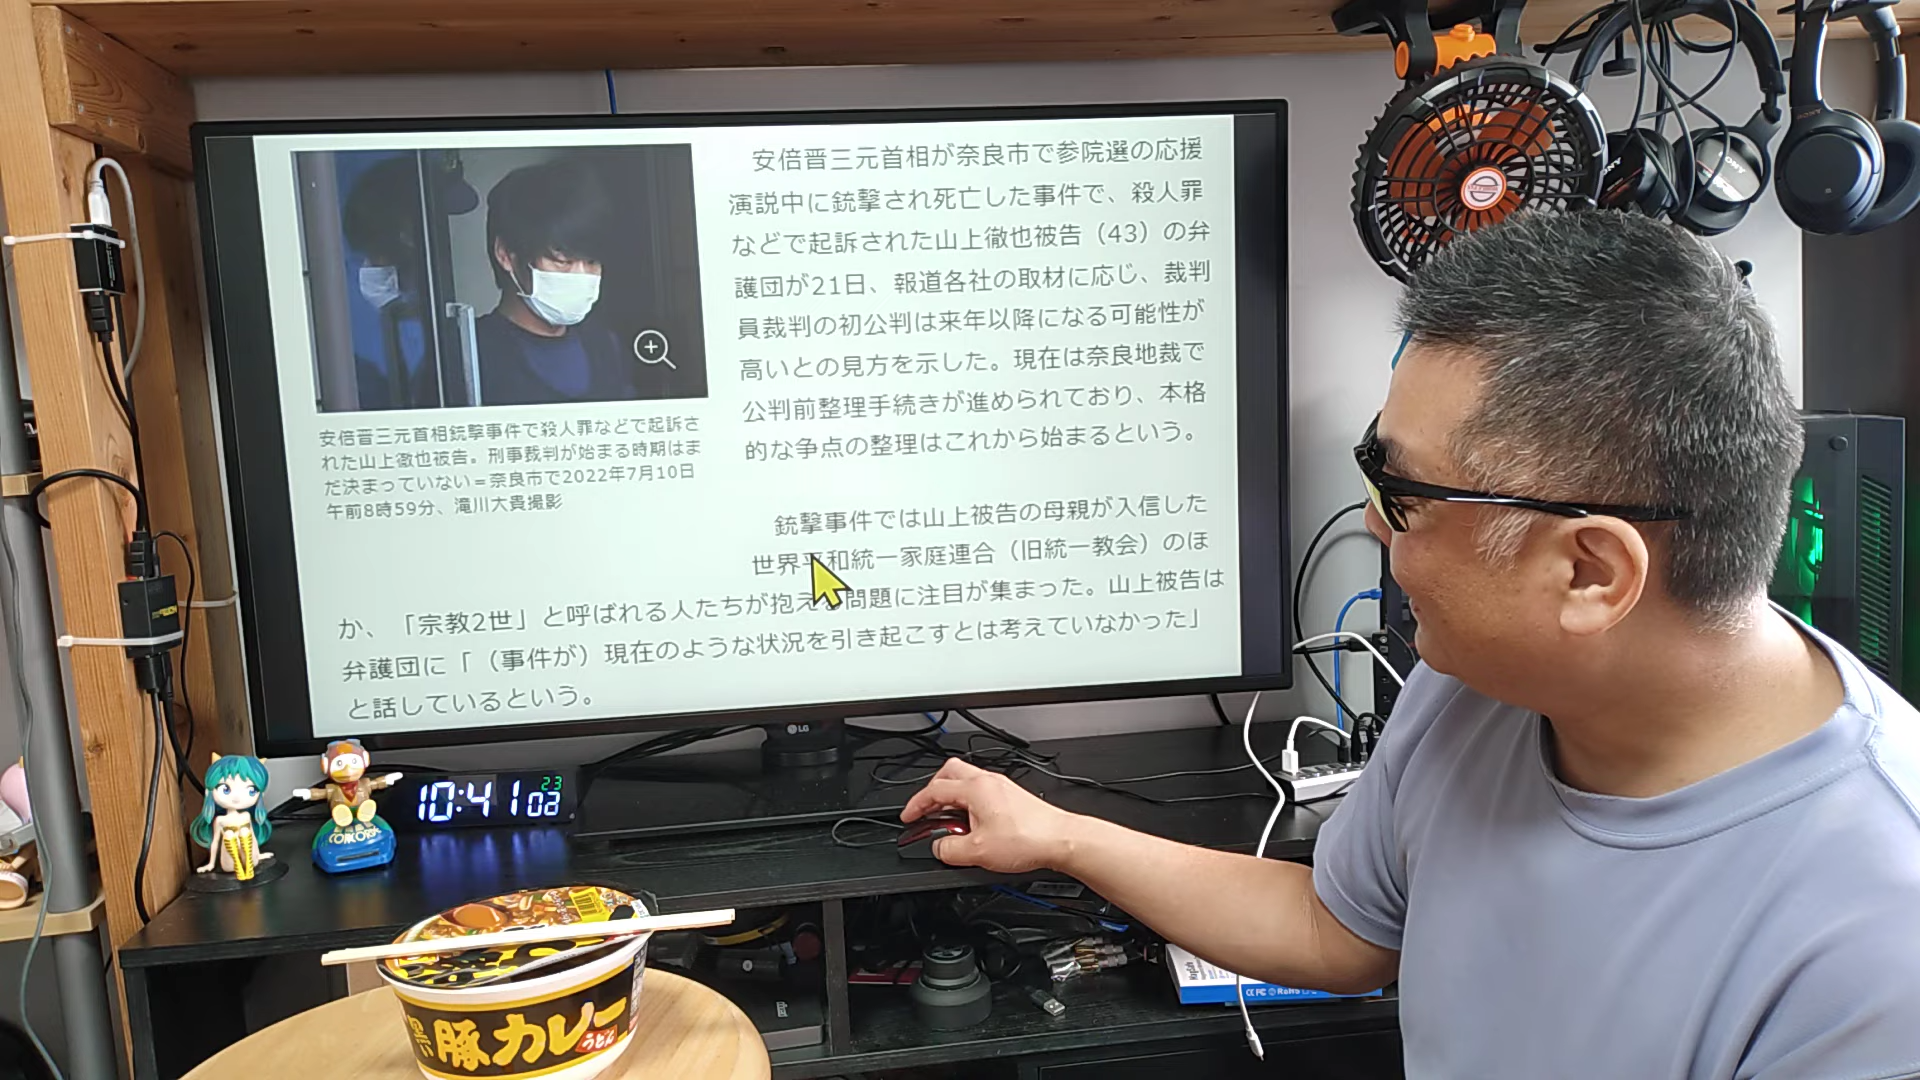 安倍晋三元首相が奈良市で参院選の応援
演説中に銃撃され死亡した事件で、殺人罪
などで起訴された山上徹也被告（43）の弁
護団が21日、報道各社の取材に応じ、裁判
員裁判の初公判は来年以降になる可能性が
高いとの見方を示した。現在は奈良地裁で
公判前整理手続きが進められており、本格
的な争点の整理はこれから始まるという。
安倍晋三元首相銃撃事件で殺人罪などで起訴さ
れた山上徹也被告。刑事裁判が始まる時期はま
だ決まっていない＝奈良市で2022年7月10日
午前8時59分、滝川大貴撮影
銃撃事件では山上被告の母親が入信した
世界平和統一家庭連合（旧統一教会）のほ
か、「宗教2世」と呼ばれる人たちが抱える問題に注目が集まった。山上被告は
弁護団に「（事件が）現在のような状況を引き起こすとは考えていなかった」
と話しているという。
LG
10:41 02
23
黒い
豚カレー
うどん
SONY
SONY